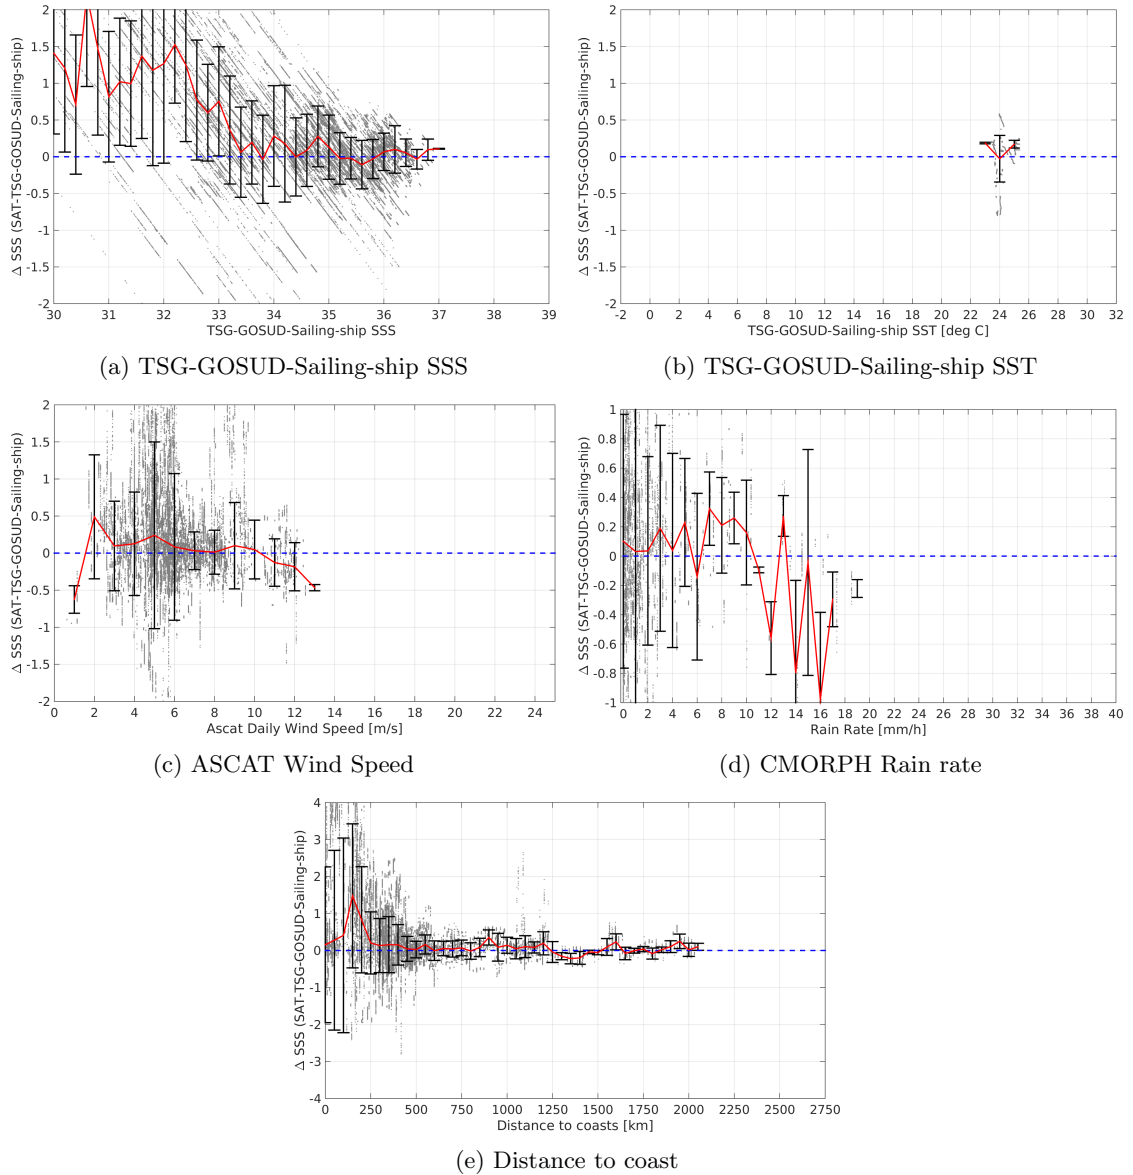 Δ SSS (SAT-TSG-GOSUD-Sailing-ship)
2
1.5
1
0.5
0
-0.5
-1
-1.5
-2
30 31 32 33 34 35 36 37 38 39
TSG-GOSUD-Sailing-ship SSS
(a) TSG-GOSUD-Sailing-ship SSS
Δ SSS (SAT-TSG-GOSUD-Sailing-ship)
2
1.5
1
0.5
0
-0.5
-1
-1.5
-2
-2 0 2 4 6 8 10 12 14 16 18 20 22 24 26 28 30 32
TSG-GOSUD-Sailing-ship SST [deg C]
(b) TSG-GOSUD-Sailing-ship SST
Δ SSS (SAT-TSG-GOSUD-Sailing-ship)
2
1.5
1
0.5
0
-0.5
-1
-1.5
-2
0 2 4 6 8 10 12 14 16 18 20 22 24
Ascat Daily Wind Speed [m/s]
(c) ASCAT Wind Speed
Δ SSS (SAT-TSG-GOSUD-Sailing-ship)
1
0.8
0.6
0.4
0.2
0
-0.2
-0.4
-0.6
-0.8
-1
0 2 4 6 8 10 12 14 16 18 20 22 24 26 28 30 32 34 36 38 40
Rain Rate [mm/h]
(d) CMORPH Rain rate
Δ SSS (SAT-TSG-GOSUD-Sailing-ship)
4
3
2
1
0
-1
-2
-3
-4
0 250 500 750 1000 1250 1500 1750 2000 2250 2500 2750
Distance to coasts [km]
(e) Distance to coast